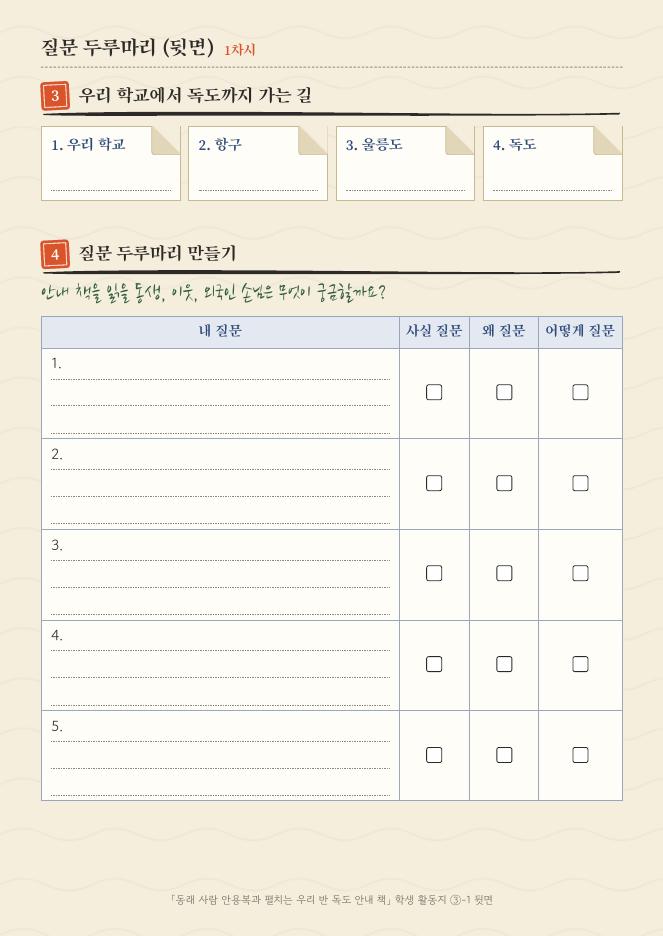 질문 두루마리 (뒷면) 1차시
3 우리 학교에서 독도까지 가는 길
1. 우리 학교
2. 항구
3. 울릉도
4. 독도
4 질문 두루마리 만들기
안내 책을 읽을 동생, 이웃, 외국인 손님은 무엇이 궁금할까요?
내 질문 사실 질문 왜 질문 어떻게 질문
1.
2.
3.
4.
5.
「동래 사람 안용복과 펼치는 우리 반 독도 안내 책」 학생 활동지 ③-1 뒷면